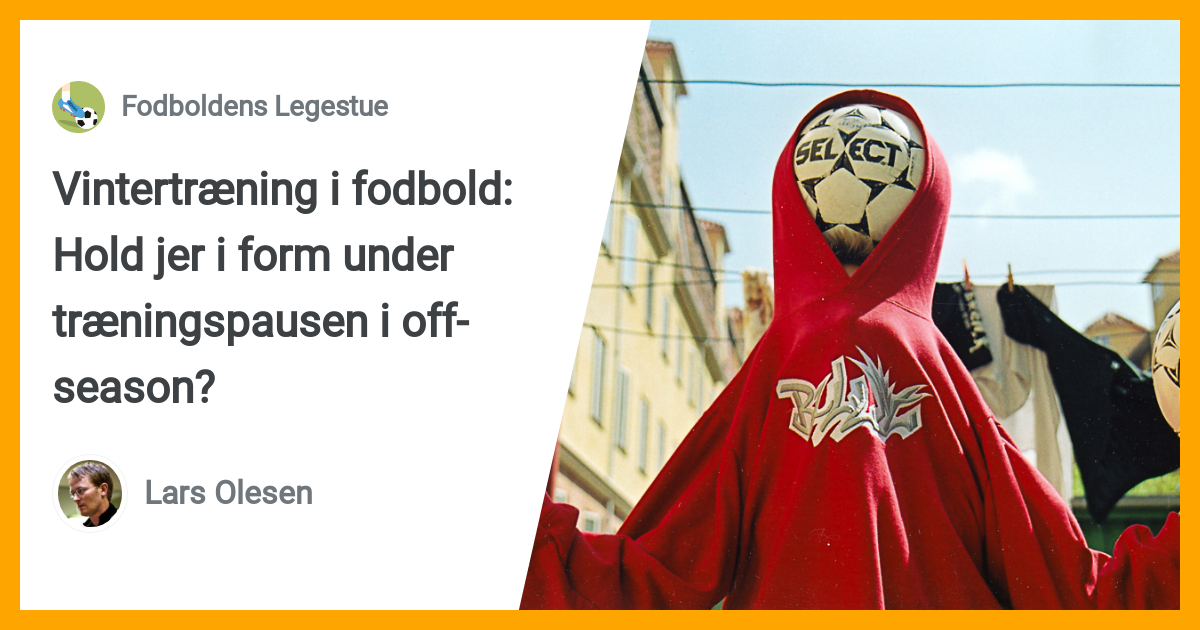 Fodboldens Legestue
Vintertræning i fodbold:
Hold jer i form under
træningspausen i off-
season?
Lars Olesen
SELECT